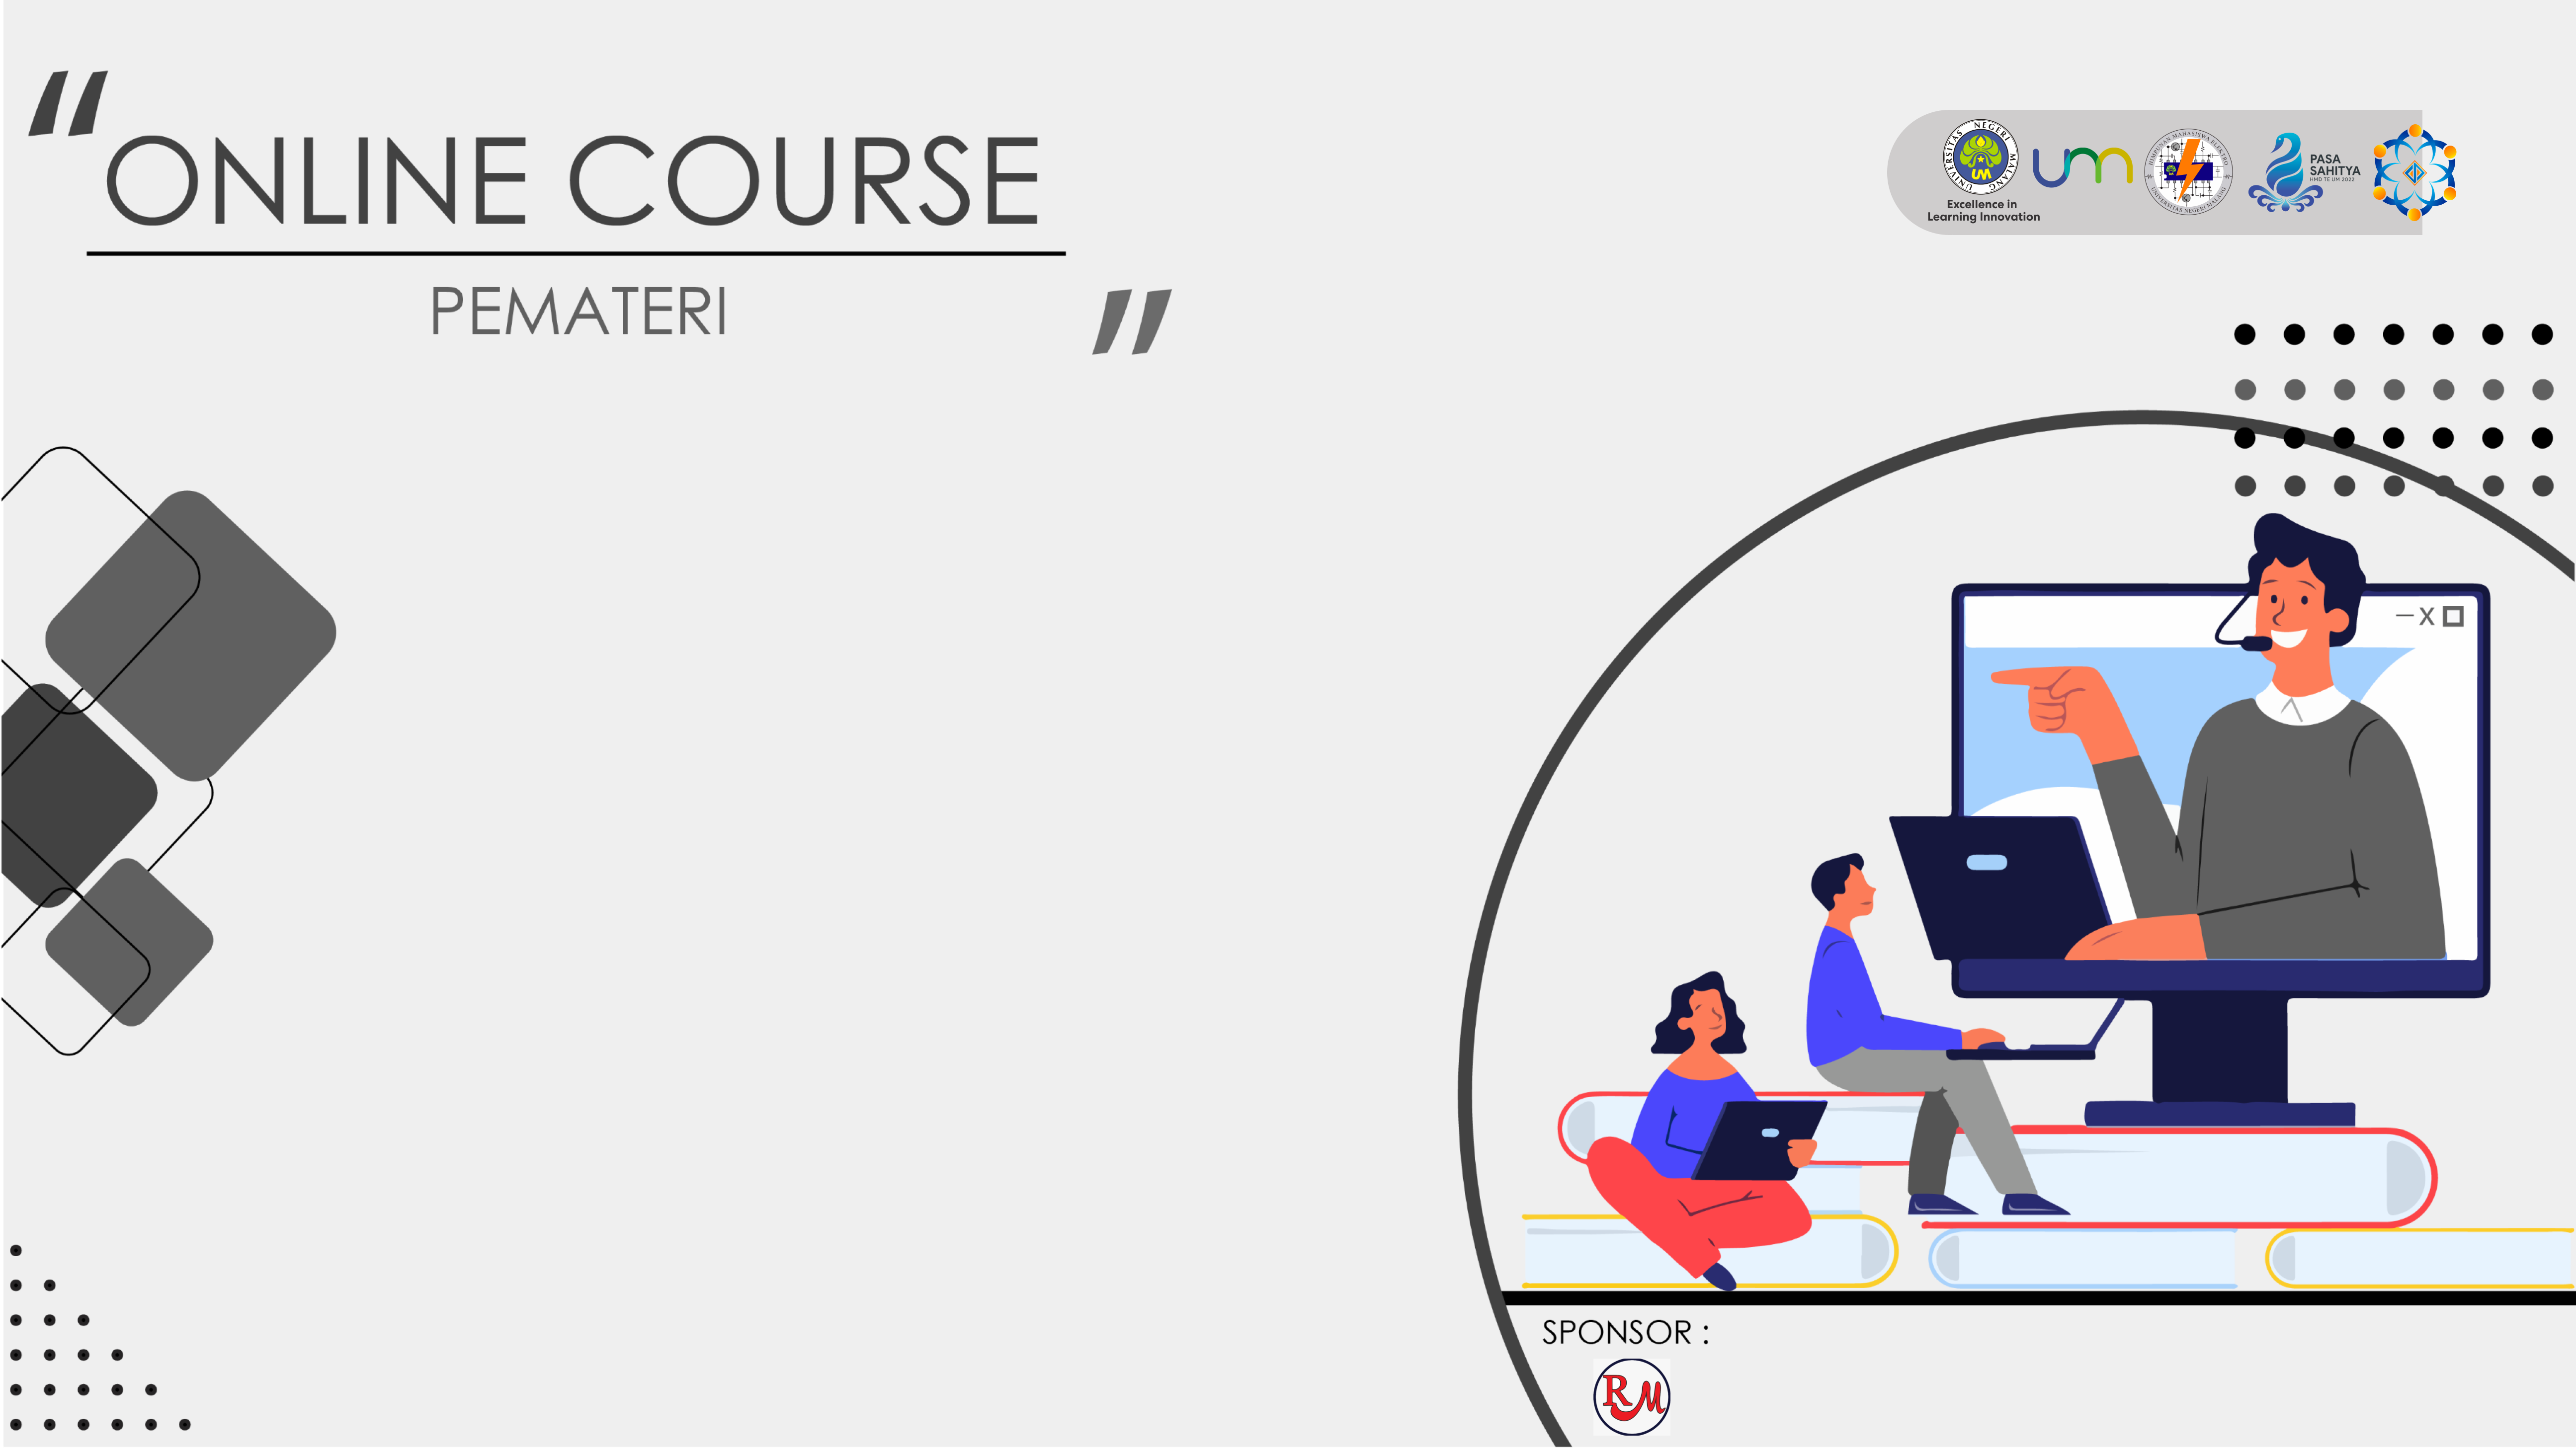 “ONLINE COURSE
PEMATERI”
UNIVERSITAS NEGERI MALANG
UM
Excellence in
Learning Innovation
um
HIMPUNAN MAHASISWA ELEKTRO
UNIVERSITAS NEGERI MALANG
PASA
SAHITYA
HMD TE UM 2022
SPONSOR :
RM